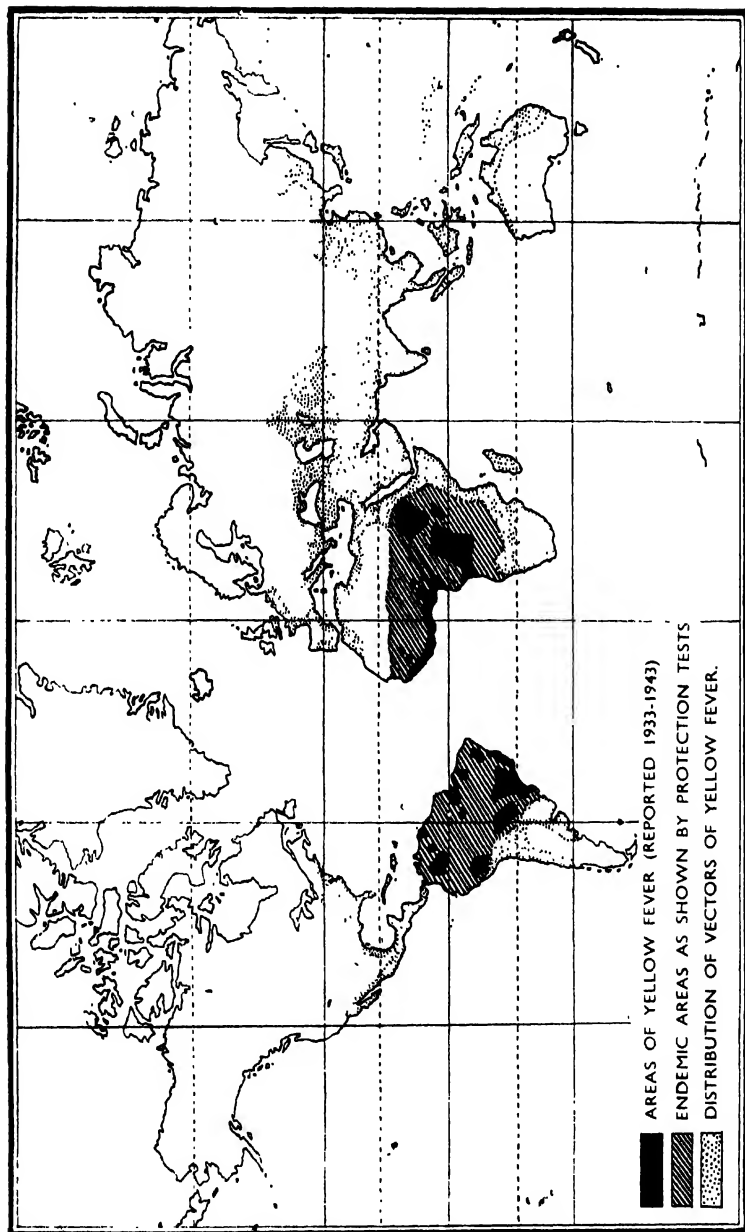 AREAS OF YELLOW FEVER (REPORTED 1933-1943)
ENDEMIC AREAS AS SHOWN BY PROTECTION TESTS
DISTRIBUTION OF VECTORS OF YELLOW FEVER.